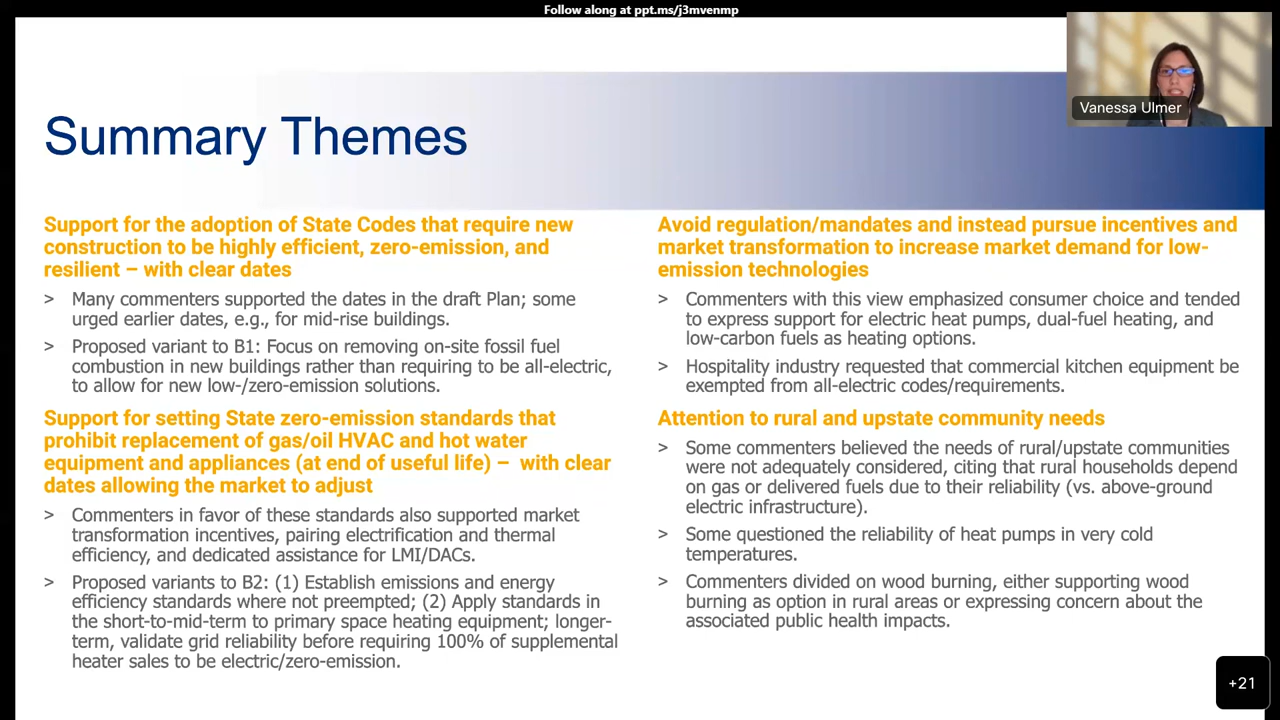 Follow along at ppt.ms/j3mvenmp
Vanessa Ulmer
Summary Themes
Support for the adoption of State Codes that require new
construction to be highly efficient, zero-emission, and
resilient – with clear dates
> Many commenters supported the dates in the draft Plan; some
urged earlier dates, e.g., for mid-rise buildings.
> Proposed variant to B1: Focus on removing on-site fossil fuel
combustion in new buildings rather than requiring to be all-electric,
to allow for new low-/zero-emission solutions.
Support for setting State zero-emission standards that
prohibit replacement of gas/oil HVAC and hot water
equipment and appliances (at end of useful life) – with clear
dates allowing the market to adjust
> Commenters in favor of these standards also supported market
transformation incentives, pairing electrification and thermal
efficiency, and dedicated assistance for LMI/DACs.
> Proposed variants to B2: (1) Establish emissions and energy
efficiency standards where not preempted; (2) Apply standards in
the short-to-mid-term to primary space heating equipment; longer-
term, validate grid reliability before requiring 100% of supplemental
heater sales to be electric/zero-emission.
Avoid regulation/mandates and instead pursue incentives and
market transformation to increase market demand for low-
emission technologies
> Commenters with this view emphasized consumer choice and tended
to express support for electric heat pumps, dual-fuel heating, and
low-carbon fuels as heating options.
> Hospitality industry requested that commercial kitchen equipment be
exempted from all-electric codes/requirements.
Attention to rural and upstate community needs
> Some commenters believed the needs of rural/upstate communities
were not adequately considered, citing that rural households depend
on gas or delivered fuels due to their reliability (vs. above-ground
electric infrastructure).
> Some questioned the reliability of heat pumps in very cold
temperatures.
> Commenters divided on wood burning, either supporting wood
burning as option in rural areas or expressing concern about the
associated public health impacts.
+21